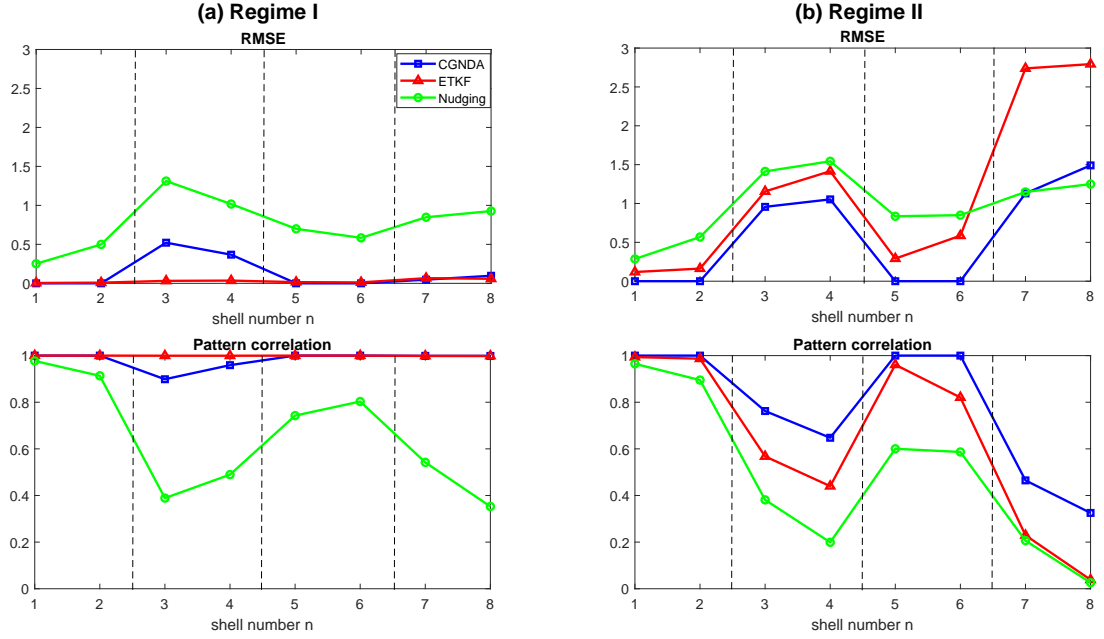 (a) Regime I
RMSE
3
2.5
2
1.5
1
0.5
0
1 2 3 4 5 6 7 8
shell number n
CGNDA
ETKF
Nudging
Pattern correlation
1
0.8
0.6
0.4
0.2
0
1 2 3 4 5 6 7 8
shell number n
(b) Regime II
RMSE
3
2.5
2
1.5
1
0.5
0
1 2 3 4 5 6 7 8
shell number n
Pattern correlation
1
0.8
0.6
0.4
0.2
0
1 2 3 4 5 6 7 8
shell number n